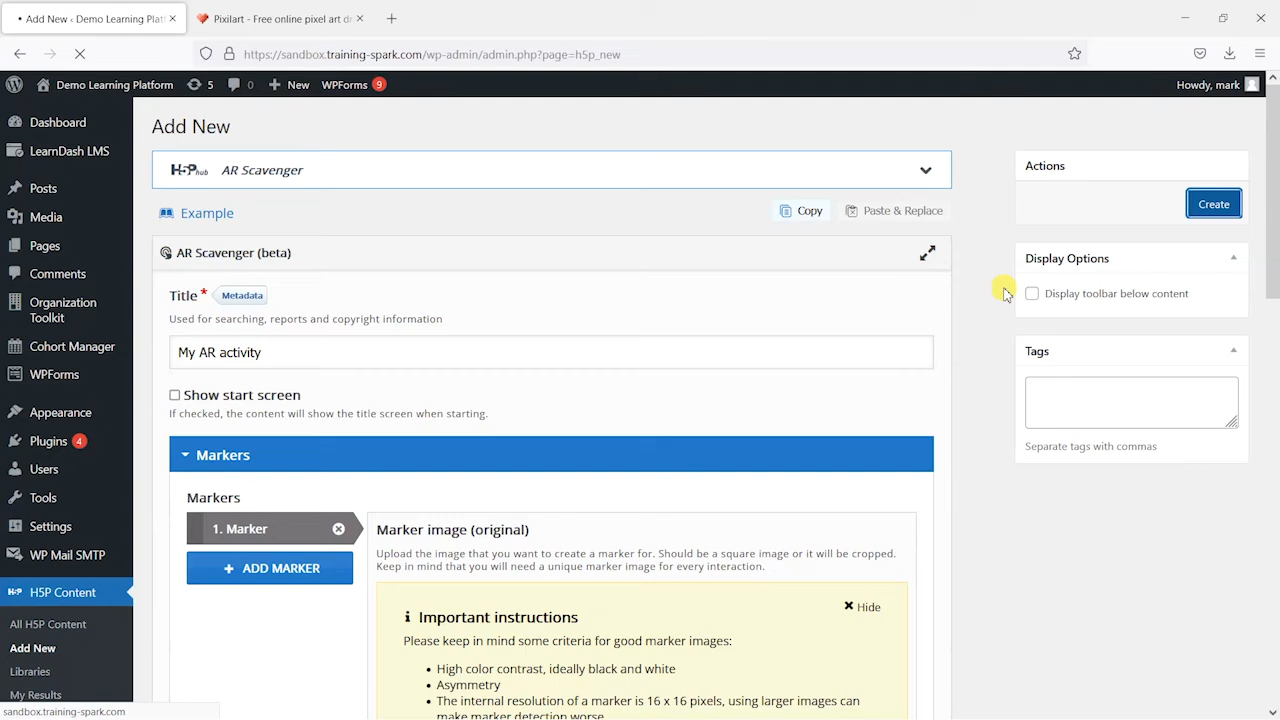 Add New ‹ Demo Learning Plat
Pixilart - Free online pixel art dr
https://sandbox.training-spark.com/wp-admin/admin.php?page=h5p_new
Demo Learning Platform
5
0
New
WPForms 9
Howdy, mark
Dashboard
LearnDash LMS
Posts
Media
Pages
Comments
Organization
Toolkit
Cohort Manager
WPForms
Appearance
Plugins 4
Users
Tools
Settings
WP Mail SMTP
H5P H5P Content
All H5P Content
Add New
Libraries
My Results
Add New
H5P hub AR Scavenger
Example
Copy
Paste & Replace
AR Scavenger (beta)
Title * Metadata
Used for searching, reports and copyright information
My AR activity
Show start screen
If checked, the content will show the title screen when starting.
Markers
Markers
1. Marker
+ ADD MARKER
Marker image (original)
Upload the image that you want to create a marker for. Should be a square image or it will be cropped.
Keep in mind that you will need a unique marker image for every interaction.
Hide
i Important instructions
Please keep in mind some criteria for good marker images:
• High color contrast, ideally black and white
• Asymmetry
• The internal resolution of a marker is 16 x 16 pixels, using larger images can
make marker detection worse
Actions
Create
Display Options
Display toolbar below content
Tags
Separate tags with commas
sandbox.training-spark.com